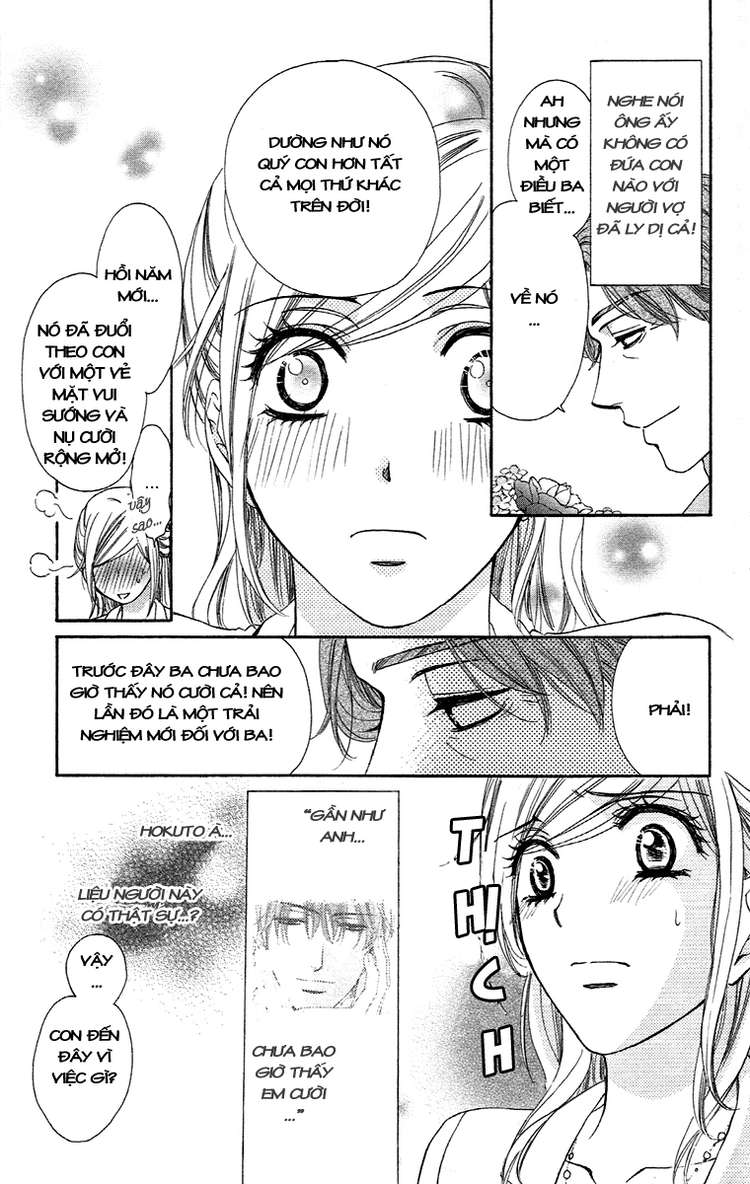 NGHE NÓI
ÔNG ẤY
KHÔNG CÓ
ĐỨA CON
NÀO VỚI
NGƯỜI VỢ
ĐÃ LY DỊ CẢ!
AH
NHƯNG
MÀ CÓ
MỘT
ĐIỀU BA
BIẾT...
VỀ NÓ
...
DƯỜNG NHƯ NÓ
QUÝ CON HƠN TẤT
CẢ MỌI THỨ KHÁC
TRÊN ĐỜI!
HỒI NĂM
MỚI...
NÓ ĐÃ ĐUỔI
THEO CON
VỚI MỘT VẺ
MẶT VUI
SƯỚNG VÀ
NỤ CƯỜI
RỘNG MỞ!
...
vậy
sao...
PHẢI!
TRƯỚC ĐÂY BA CHƯA BAO
GIỜ THẤY NÓ CƯỜI CẢ! NÊN
LẦN ĐÓ LÀ MỘT TRẢI
NGHIỆM MỚI ĐỐI VỚI BA!
THỊCH
"GẦN NHƯ
ANH...
CHƯA BAO
GIỜ THẤY
EM CƯỜI
..."
HOKUTO À...
LIỆU NGƯỜI NÀY
CÓ THẬT SỰ...?
VẬY
...
CON ĐẾN
ĐÂY VÌ
VIỆC GÌ?